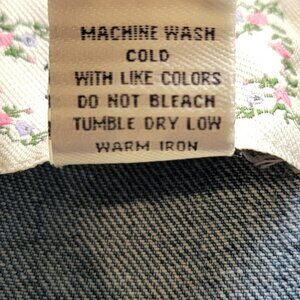 MACHINE WASH
COLD
WITH LIKE COLORS
DO NOT BLEACH
TUMBLE DRY LOW
WARM IRON